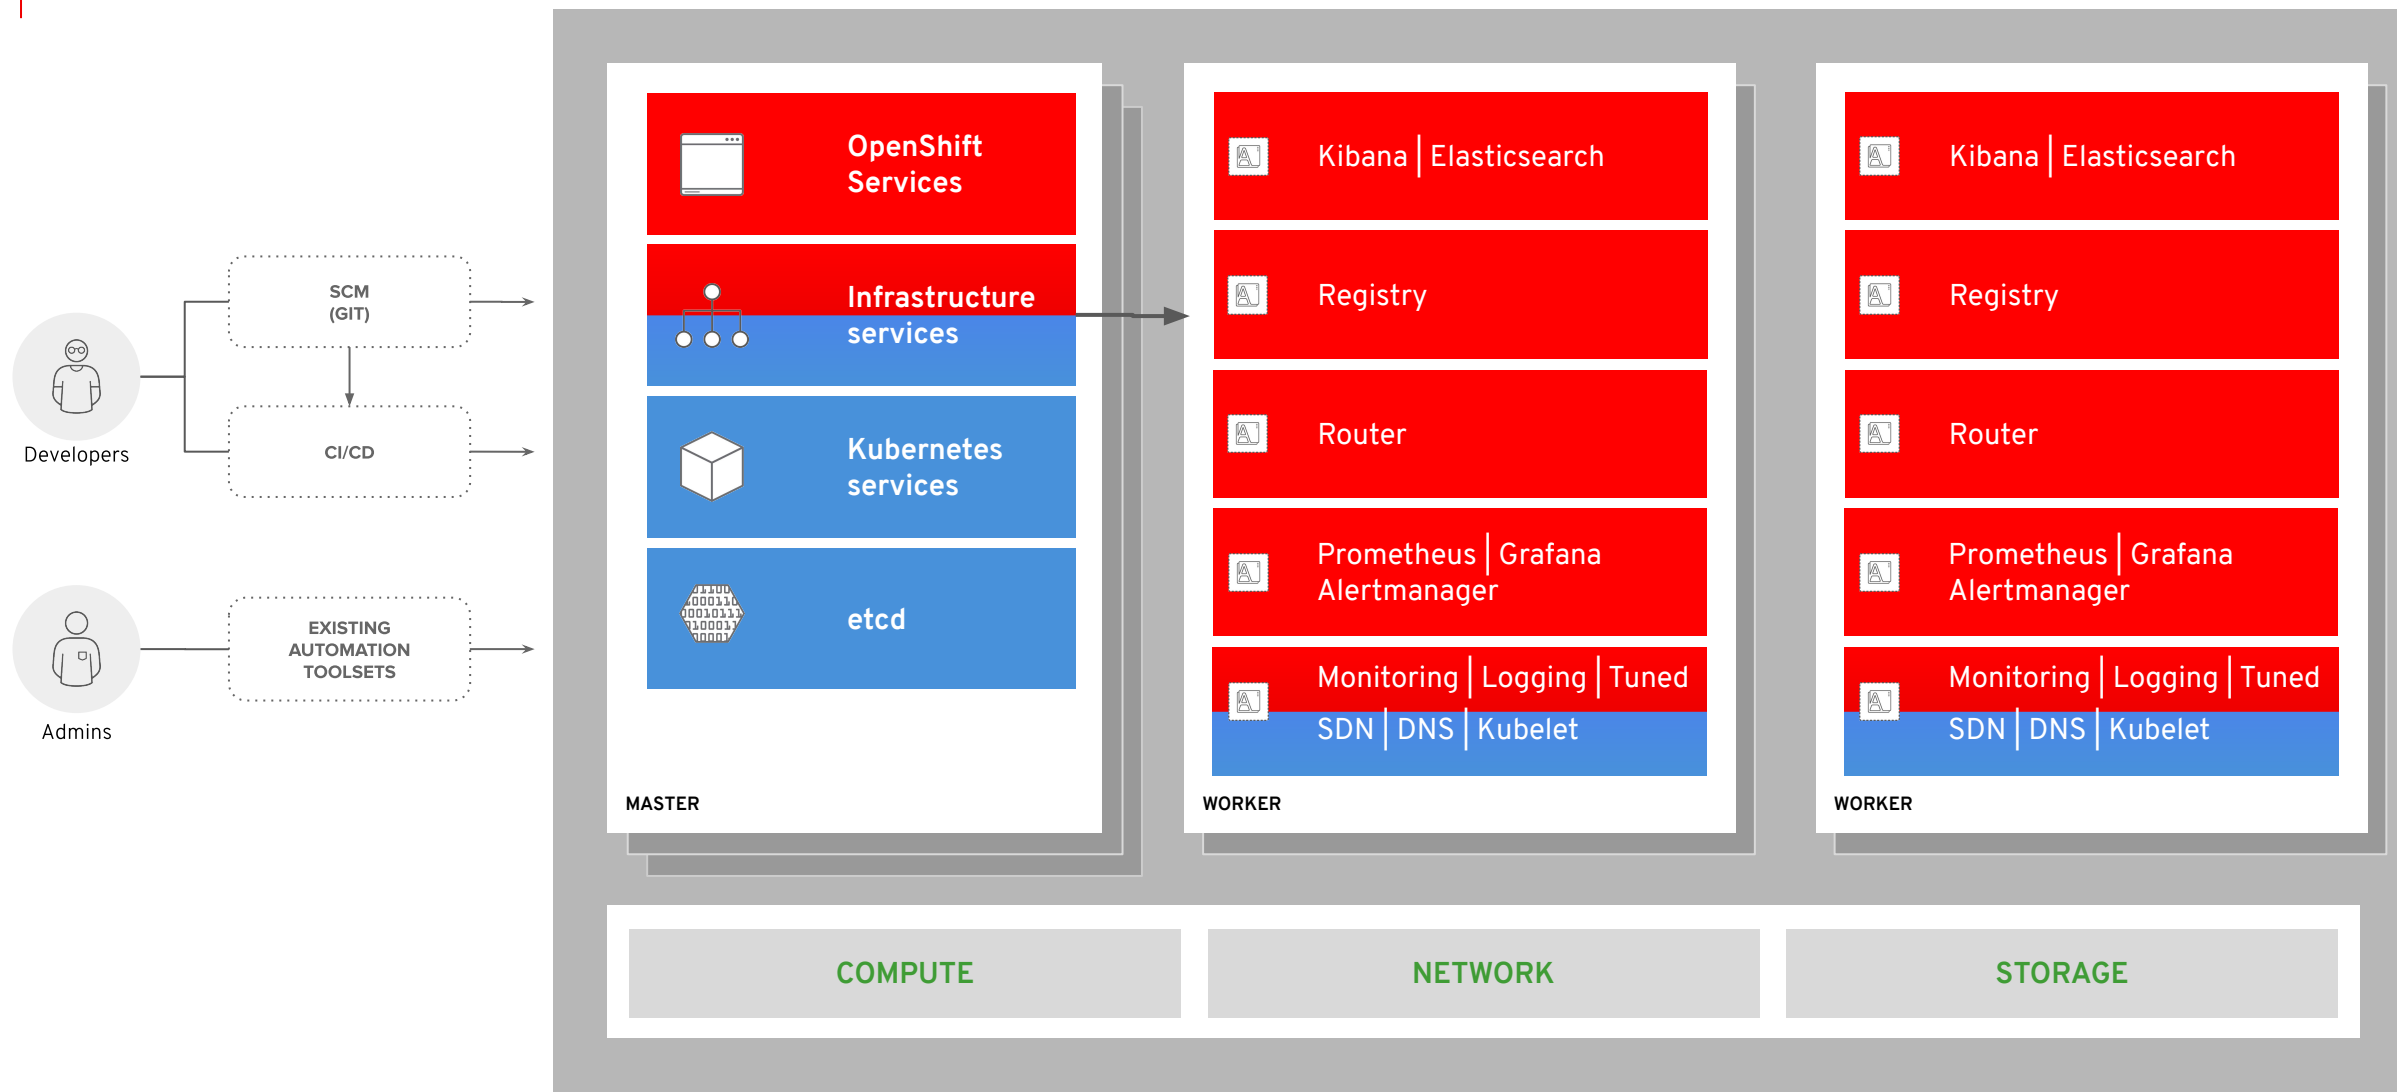 SCM
(GIT)
CI/CD
Developers
EXISTING
AUTOMATION
TOOLSETS
Admins
OpenShift
Services
Infrastructure
services
Kubernetes
services
etcd
MASTER
Kibana | Elasticsearch
Registry
Router
Prometheus | Grafana
Alertmanager
Monitoring | Logging | Tuned
SDN | DNS | Kubelet
WORKER
Kibana | Elasticsearch
Registry
Router
Prometheus | Grafana
Alertmanager
Monitoring | Logging | Tuned
SDN | DNS | Kubelet
WORKER
COMPUTE
NETWORK
STORAGE